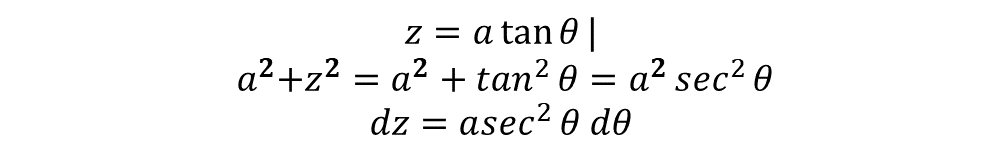 z = a tan θ |
a²+z² = a² + tan² θ = a² sec² θ
dz = asec² θ dθ